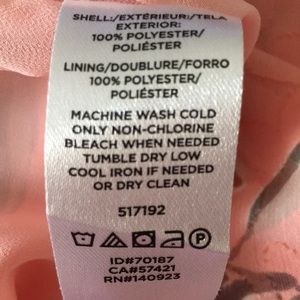 SHELL:/EXTÉRIEUR:/TELA
EXTERIOR:
100% POLYESTER/
POLIÉSTER
LINING/DOUBLURE/FORRO
100% POLYESTER/
POLIÉSTER
MACHINE WASH COLD
ONLY NON-CHLORINE
BLEACH WHEN NEEDED
TUMBLE DRY LOW
COOL IRON IF NEEDED
OR DRY CLEAN
517192
P
ID#70187
CA#57421
RN#140923